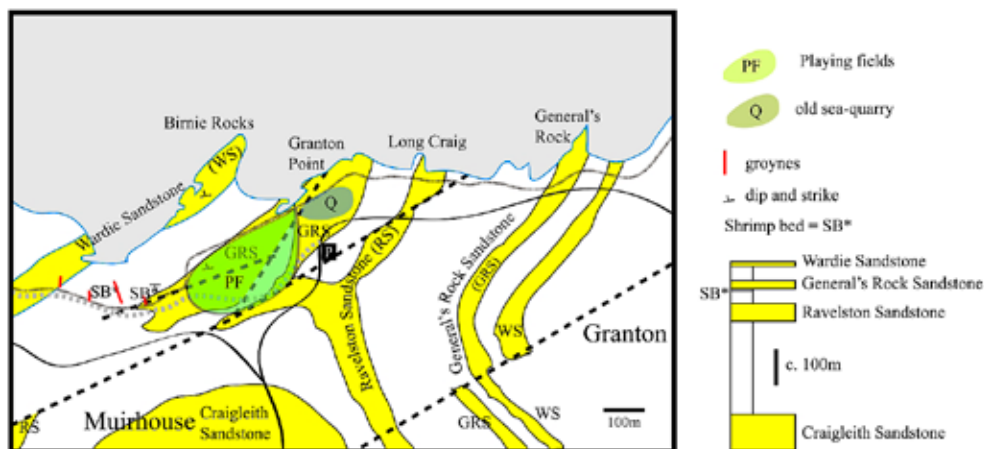 Birnie Rocks
Granton
Point
Long Craig
General's
Rock
(WS)
Wardie Sandstone
Q
GRS
GRS
PF
SB
SB*
P
Ravelston Sandstone (RS)
General's Rock Sandstone
(GRS)
WS
Granton
Muirhouse
Craigleith
Sandstone
RS
GRS
WS
100m
PF Playing fields
Q old sea-quarry
groynes
dip and strike
Shrimp bed = SB*
Wardie Sandstone
General's Rock Sandstone
SB*
Ravelston Sandstone
c. 100m
Craigleith Sandstone